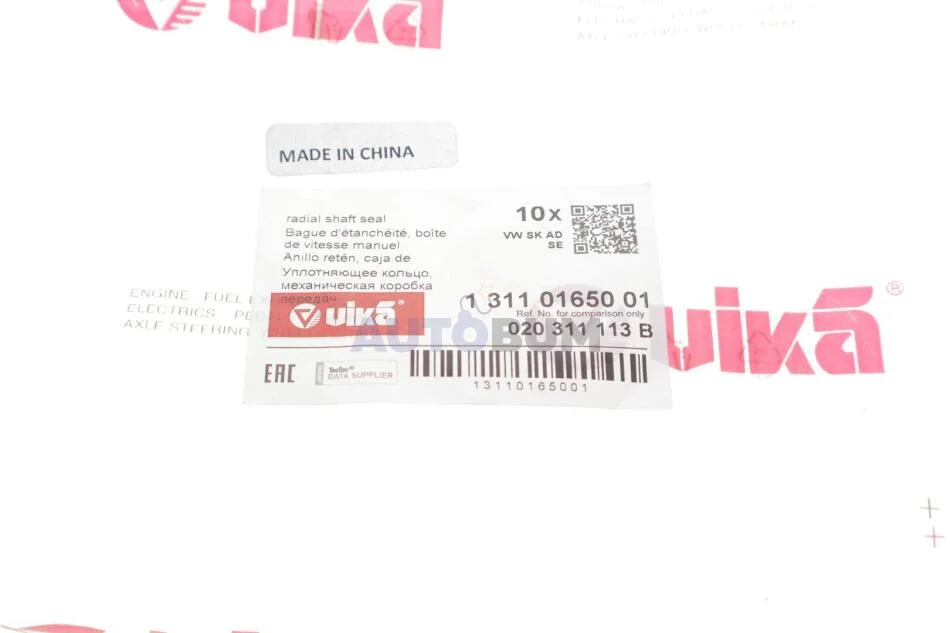 vika
®
MADE IN CHINA
radial shaft seal
Bague d'étanchéité, boîte
de vitesse manuel
Anillo retén, caja de
Уплотняющее кольцо,
механическая коробка
передач
10x
VW SK AD
SE
1 311 01650 01
Ref. No. for comparison only
020 311 113 B
vika®
AUTOBUM
EAC
TecDoc®
DATA SUPPLIER
13110165001
ENGINE FUEL
ELECTRICS
AXLE STEERING
vika®